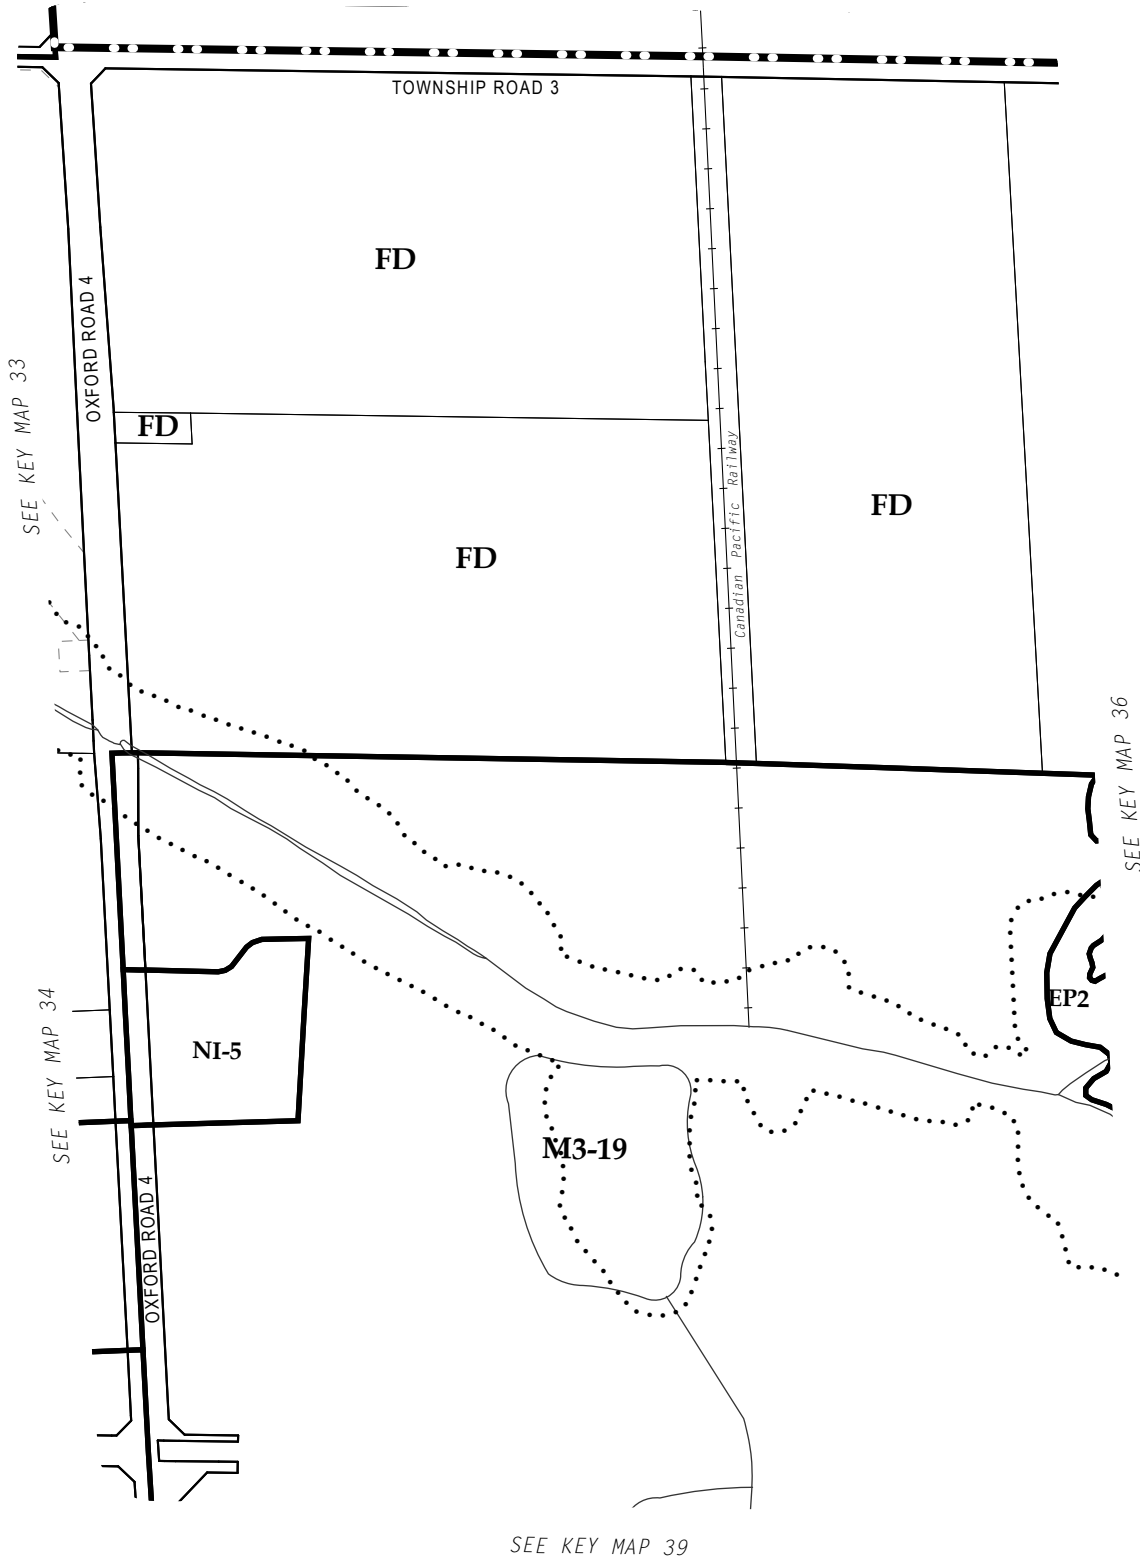 TOWNSHIP ROAD 3
FD
OXFORD ROAD 4
SEE KEY MAP 33
FD
Canadian Pacific Railway
FD
FD
SEE KEY MAP 36
EP2
SEE KEY MAP 34
NI-5
M3-19
OXFORD ROAD 4
SEE KEY MAP 39